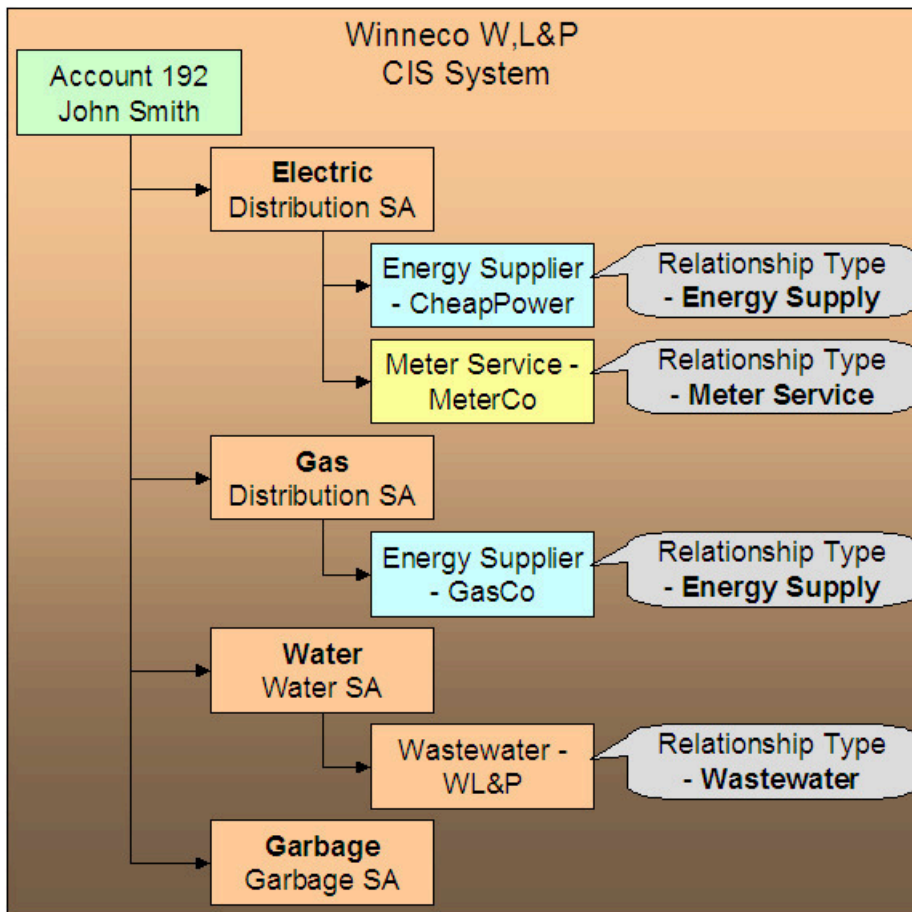 Winneco W,L&P
CIS System
Account 192
John Smith
Electric
Distribution SA
Energy Supplier
- CheapPower
Relationship Type
- Energy Supply
Meter Service -
MeterCo
Relationship Type
- Meter Service
Gas
Distribution SA
Energy Supplier
- GasCo
Relationship Type
- Energy Supply
Water
Water SA
Wastewater -
WL&P
Relationship Type
- Wastewater
Garbage
Garbage SA